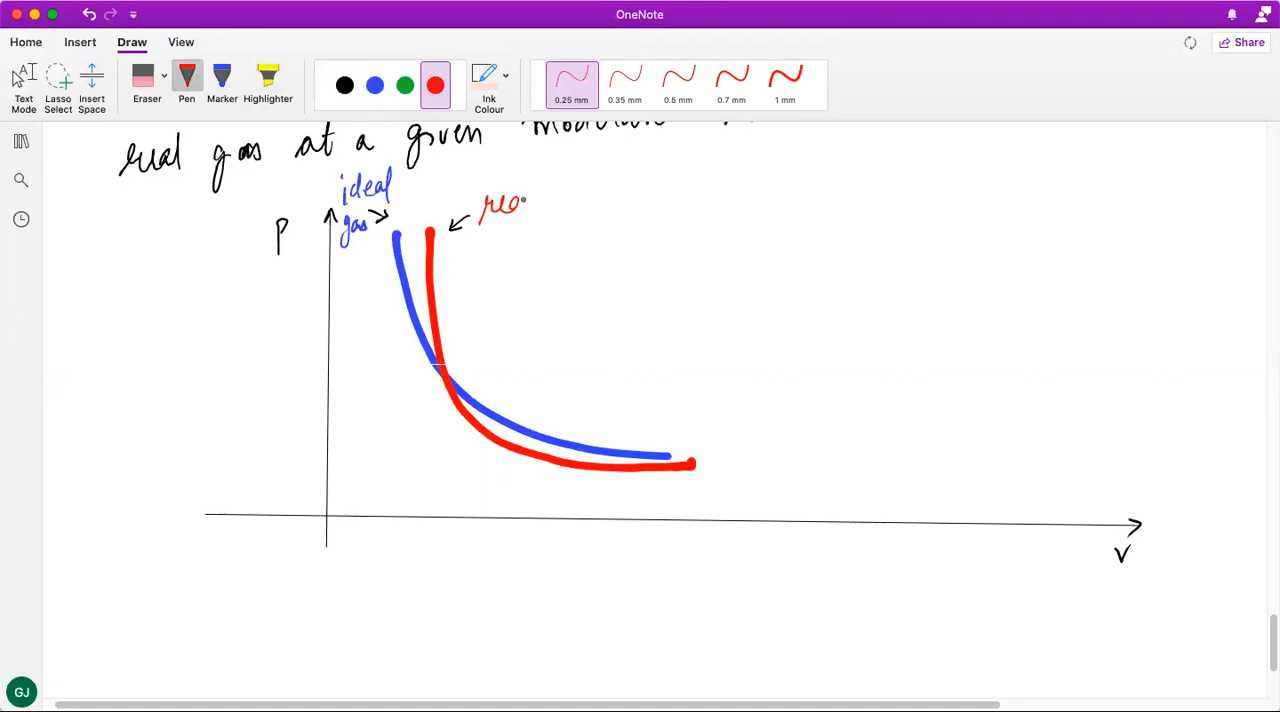 OneNote
Home Insert Draw View
Share
Text Mode
Lasso Select
Insert Space
Eraser
Pen
Marker
Highlighter
Ink Colour
0.25 mm
0.35 mm
0.5 mm
0.7 mm
1 mm
real gas at a given
ideal
gas
P
V
GJ